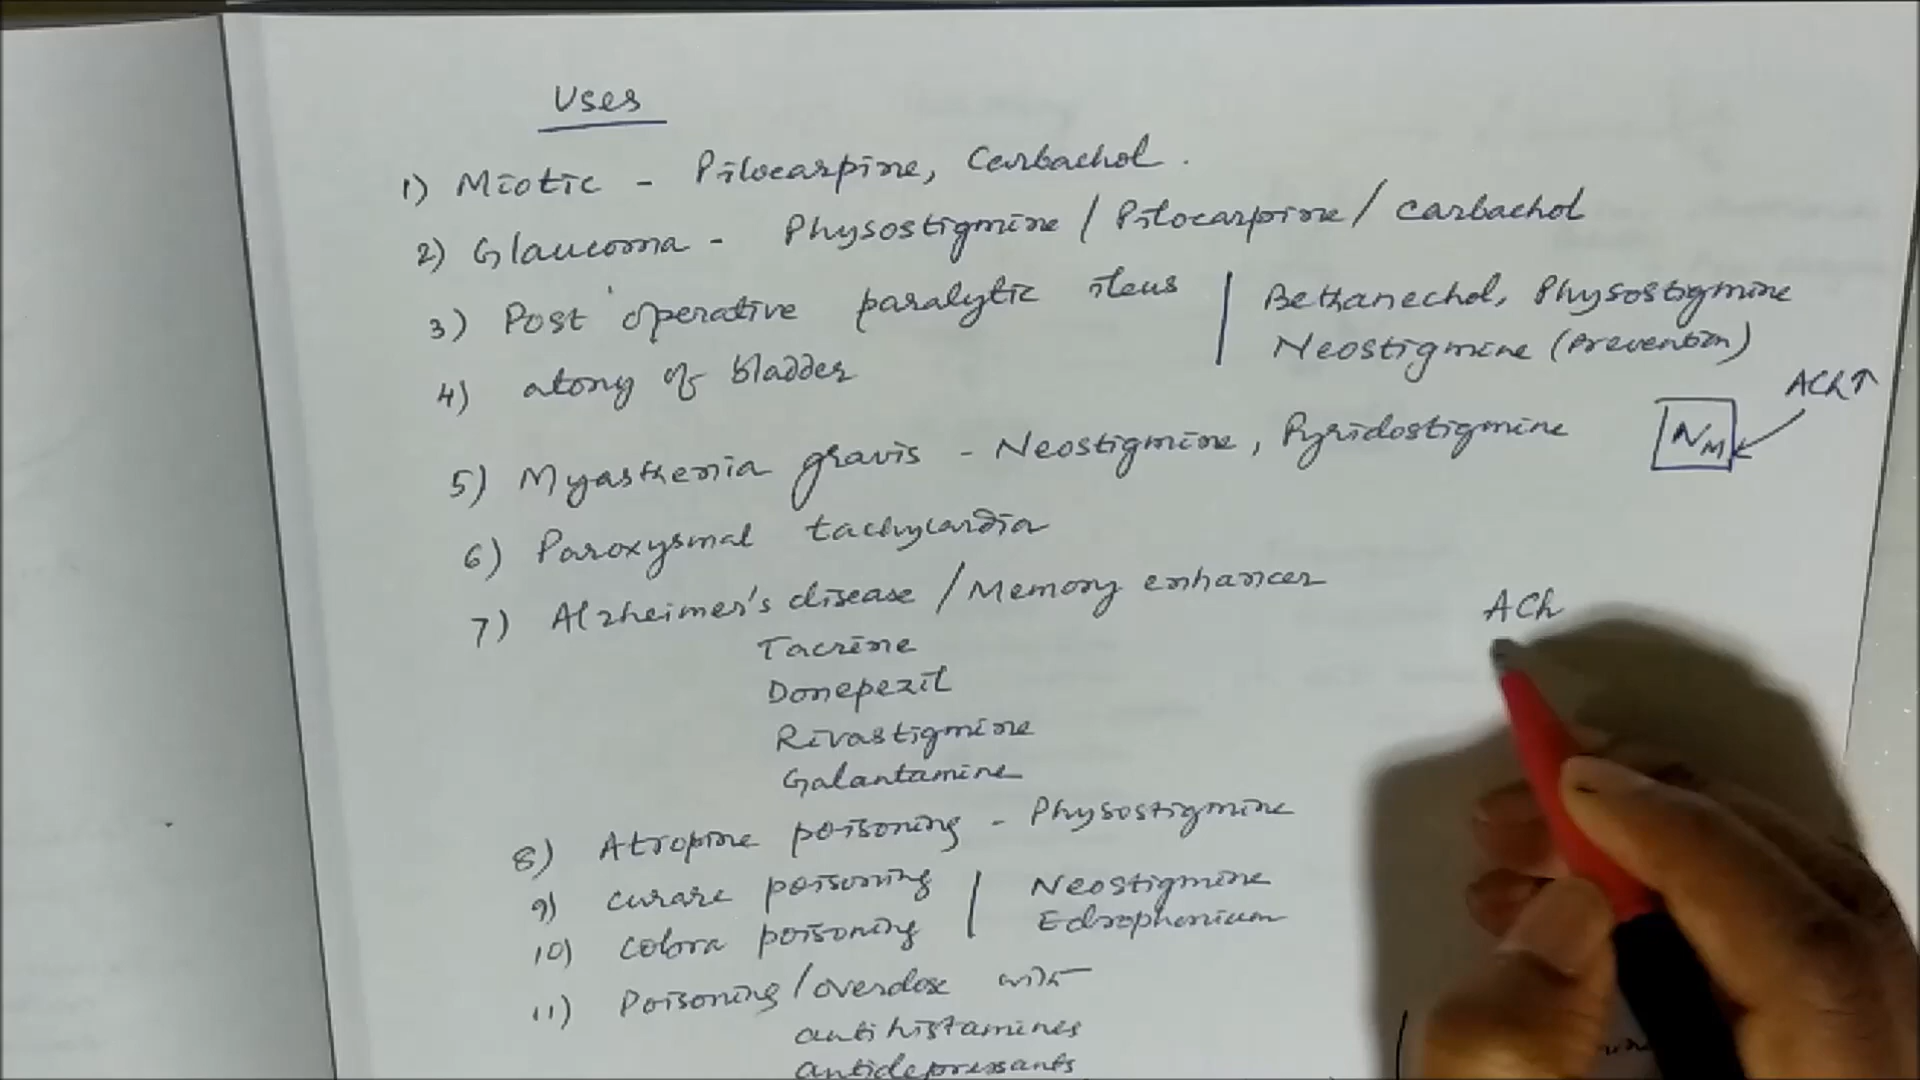 Uses
1) Miotic - Pilocarpine, Carbachol.
2) Glaucoma - Physostigmine / Pilocarpine / Carbachol
3) Post operative paralytic ileus | Bethanechol, Physostigmine
4) atony of bladder | Neostigmine (Prevention)
ACh↑
5) Myasthenia gravis - Neostigmine, Pyridostigmine NM
6) Paroxysmal tachycardia
7) Alzheimer's disease / Memory enhancer
ACh
Tacrine
Donepezil
Rivastigmine
Galantamine
8) Atropine poisoning - Physostigmine
9) Curare poisoning | Neostigmine
10) Cobra poisoning | Edrophonium
11) Poisoning/overdose with
antihistamines
antidepressants